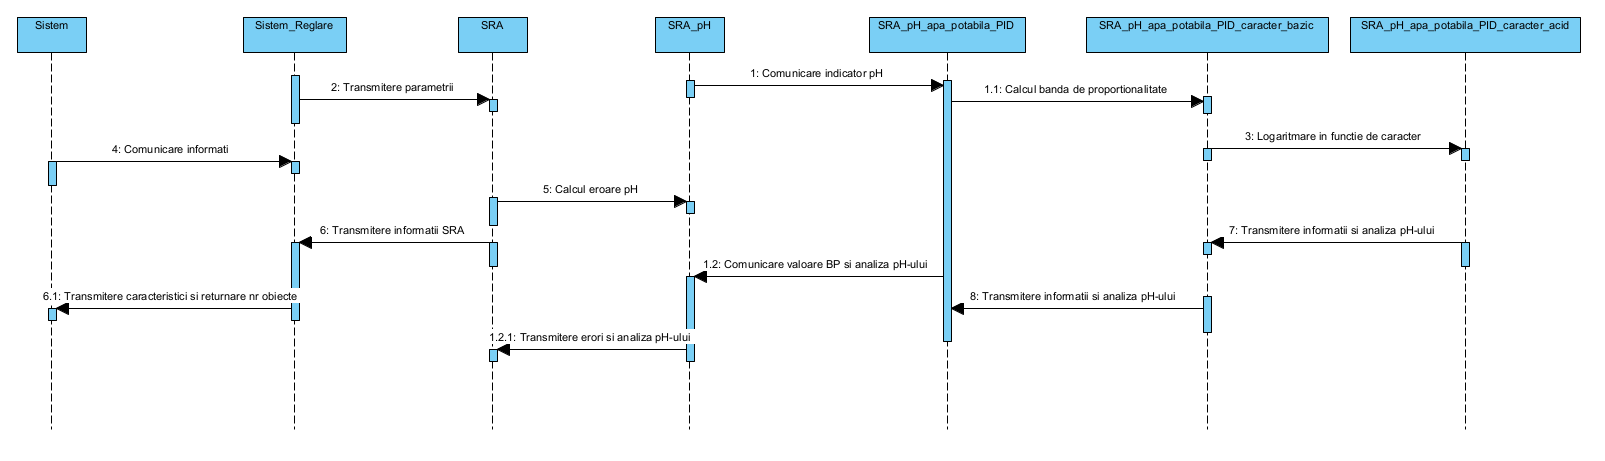 Sistem
Sistem_Reglare
SRA
SRA_pH
SRA_pH_apa_potabila_PID
SRA_pH_apa_potabila_PID_caracter_bazic
SRA_pH_apa_potabila_PID_caracter_acid
1: Comunicare indicator pH
2: Transmitere parametrii
1.1: Calcul banda de proportionalitate
3: Logaritmare in functie de caracter
4: Comunicare informati
5: Calcul eroare pH
6: Transmitere informatii SRA
7: Transmitere informatii si analiza pH-ului
1.2: Comunicare valoare BP si analiza pH-ului
6.1: Transmitere caracteristici si returnare nr obiecte
8: Transmitere informatii si analiza pH-ului
1.2.1: Transmitere erori si analiza pH-ului